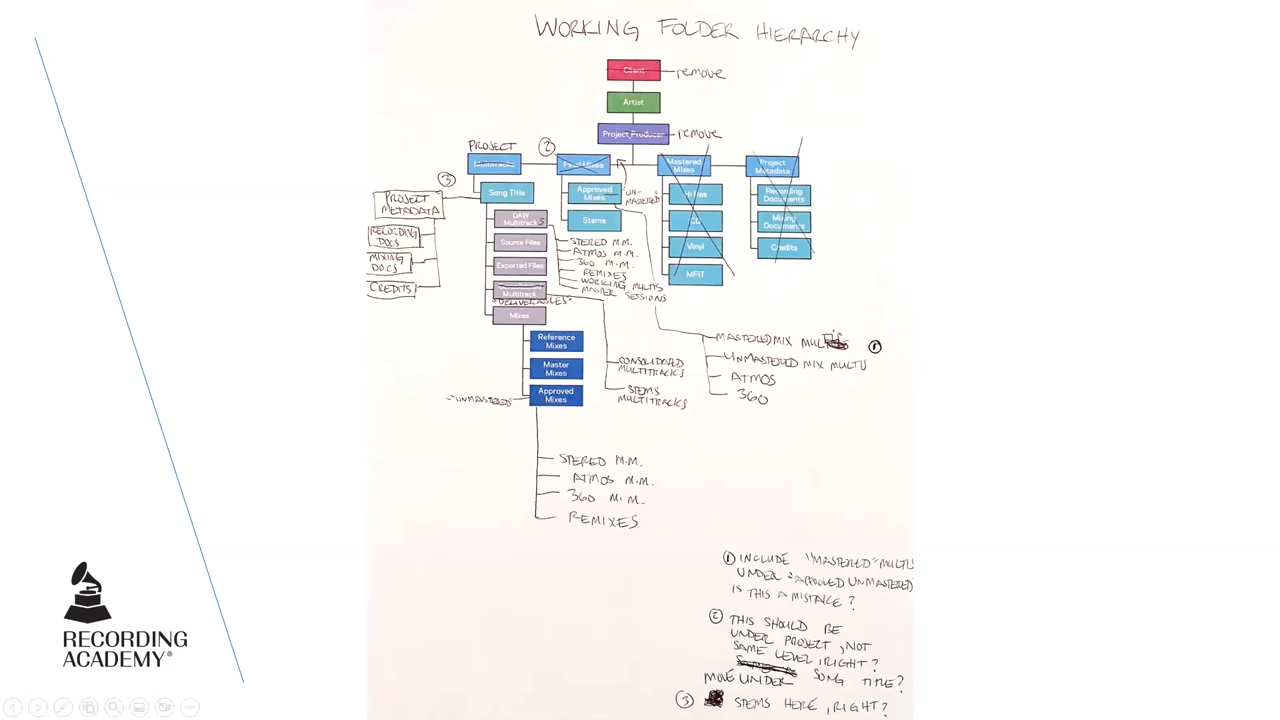 WORKING FOLDER HIERARCHY
Client
remove
Artist
Project Producer
remove
PROJECT
Multitracks
②
Final Mixes
Mastered Mixes
Project Metadata
③
PROJECT METADATA
RECORDING DOCS
MIXING DOCS
CREDITS
Song Title
DAW Multitracks
Source Files
Exported Files
Multitrack
"DELIVERABLES"
Mixes
Approved Mixes
"UN-MASTERED"
Stems
STEREO M.M.
ATMOS M.M.
360 M.M.
REMIXES
WORKING MULTIS
MASTER SESSIONS
Hi Res
CD
Vinyl
MFIT
Recording Documents
Mixing Documents
Credits
Reference Mixes
Master Mixes
Approved Mixes
"UNMASTERED"
CONSOLIDATED MULTITRACKS
STEMS MULTITRACKS
MASTERED MIX MULTIS
①
UNMASTERED MIX MULTIS
ATMOS
360
STERED M.M.
ATMOS M.M.
360 M.M.
REMIXES
① INCLUDE "MASTERED" MULTIS
UNDER "APPROVED UNMASTERED
IS THIS A MISTAKE?
② THIS SHOULD BE
UNDER PROJECT, NOT
SAME LEVEL, RIGHT?
MOVE UNDER SONG TITLE?
③ STEMS HERE, RIGHT?
RECORDING
ACADEMY®